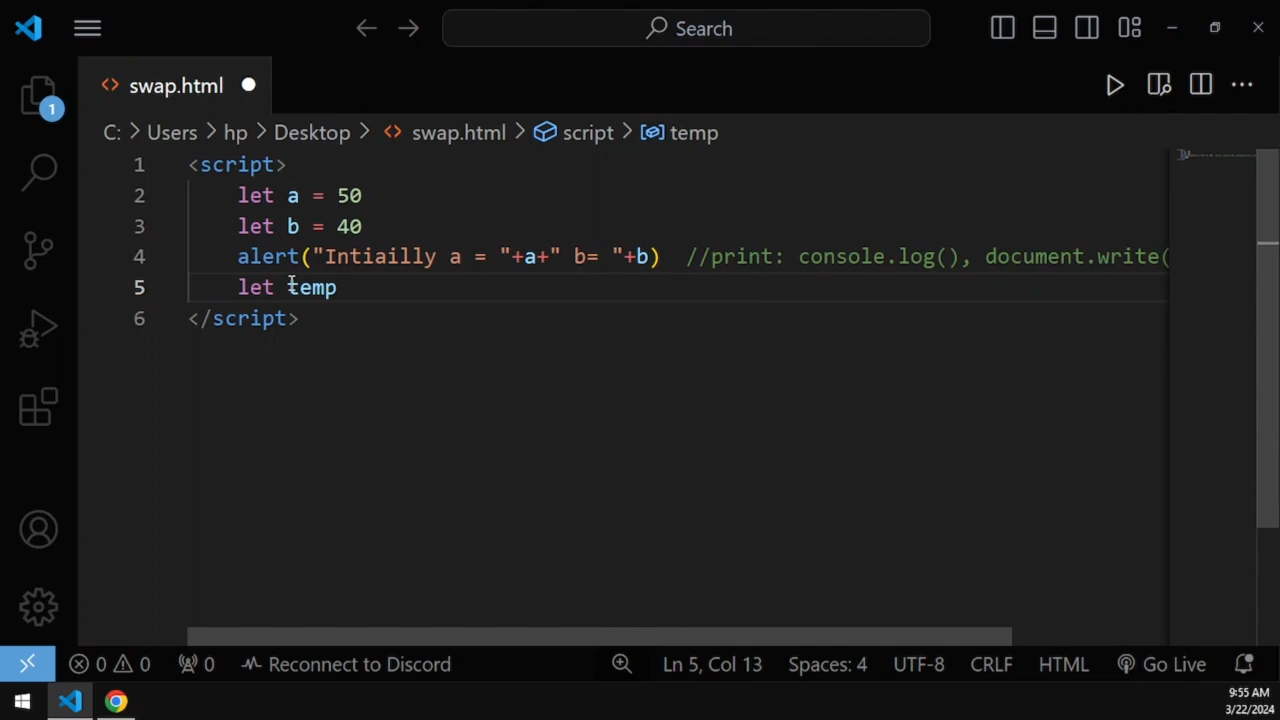 Search
swap.html
1
C: > Users > hp > Desktop > swap.html > script > temp
1 <script>
2 let a = 50
3 let b = 40
4 alert("Intiailly a = "+a+" b= "+b) //print: console.log(), document.write(
5 let temp
6 </script>
0 0 0 Reconnect to Discord Ln 5, Col 13 Spaces: 4 UTF-8 CRLF HTML Go Live
9:55 AM
3/22/2024